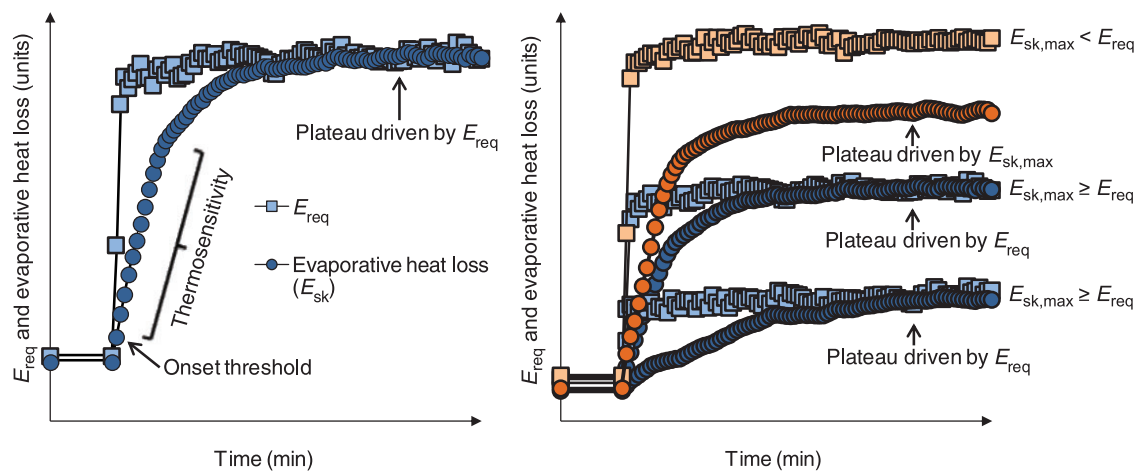 E_req and evaporative heat loss (units)
Plateau driven by E_req
Thermosensitivity
E_req
Evaporative heat loss
(E_sk)
Onset threshold
Time (min)
E_req and evaporative heat loss (units)
E_sk,max < E_req
Plateau driven by E_sk,max
E_sk,max ≥ E_req
Plateau driven by
E_req
E_sk,max ≥ E_req
Plateau driven by
E_req
Time (min)